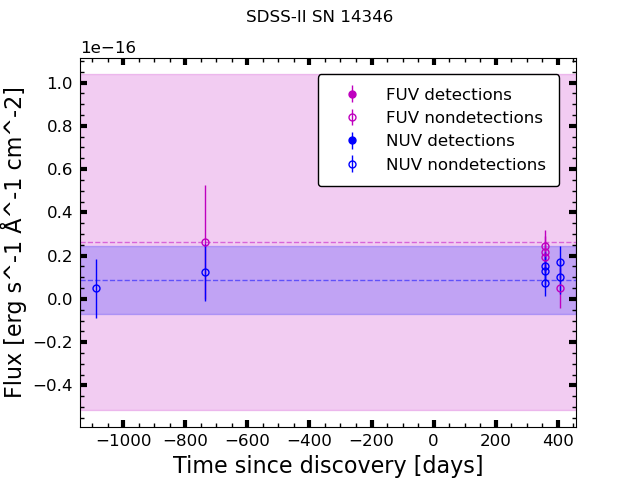 SDSS-II SN 14346
1e−16
Flux [erg s^-1 Å^-1 cm^-2]
1.0
0.8
0.6
0.4
0.2
0.0
−0.2
−0.4
FUV detections
FUV nondetections
NUV detections
NUV nondetections
−1000 −800 −600 −400 −200 0 200 400
Time since discovery [days]